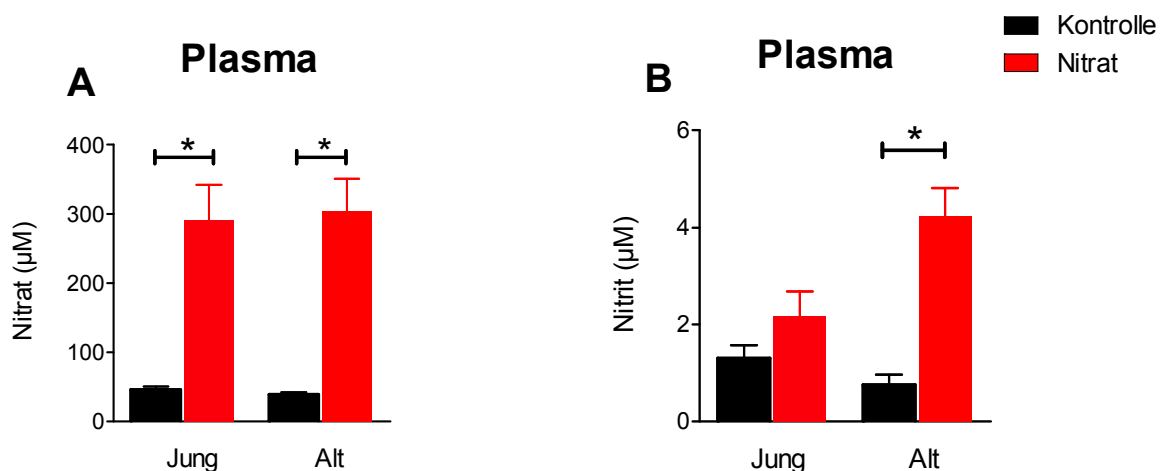 Kontrolle
Nitrat
Plasma
A
400
300
200
100
0
Nitrat (µM)
*
*
Jung
Alt
Plasma
B
6
4
2
0
Nitrit (µM)
*
Jung
Alt